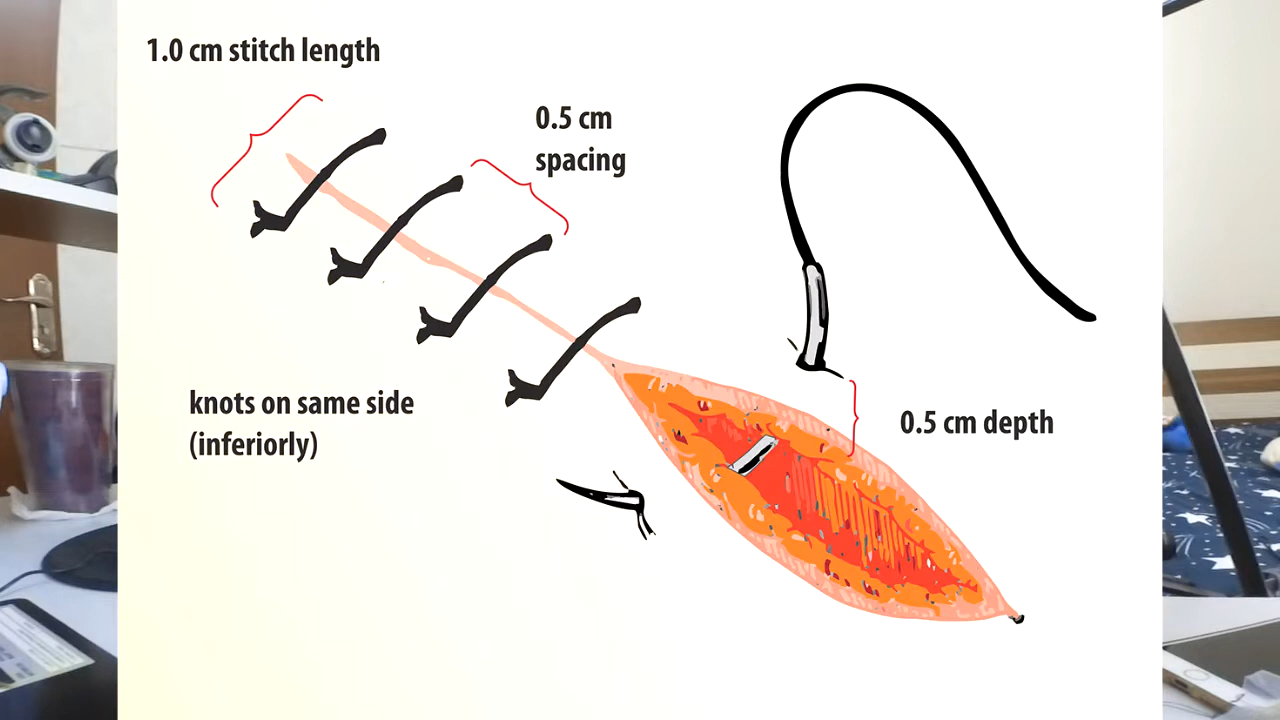 1.0 cm stitch length
0.5 cm
spacing
knots on same side
(inferiorly)
0.5 cm depth